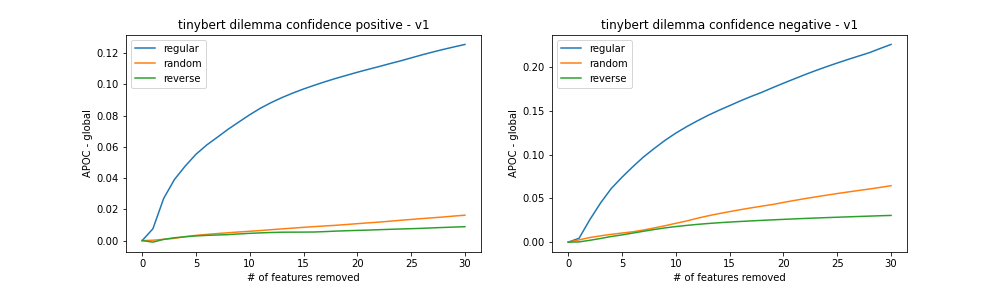 tinybert dilemma confidence positive - v1
regular
random
reverse
APOC - global
0.12
0.10
0.08
0.06
0.04
0.02
0.00
0 5 10 15 20 25 30
# of features removed
tinybert dilemma confidence negative - v1
regular
random
reverse
APOC - global
0.20
0.15
0.10
0.05
0.00
0 5 10 15 20 25 30
# of features removed